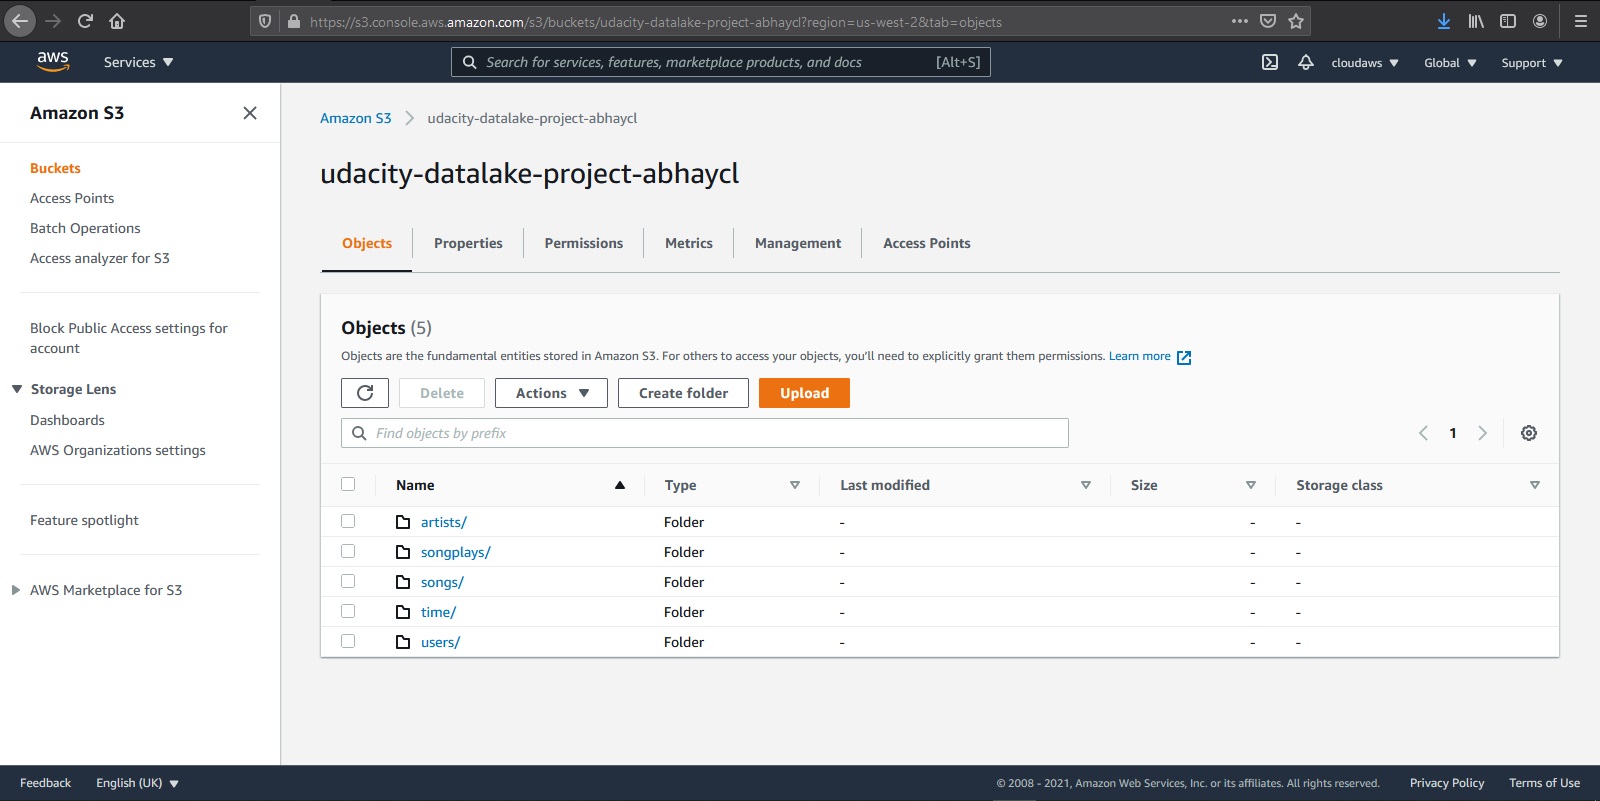 https://s3.console.aws.amazon.com/s3/buckets/udacity-datalake-project-abhaycl?region=us-west-2&tab=objects
aws
Services
Search for services, features, marketplace products, and docs [Alt+S]
cloudaws
Global
Support
Amazon S3
Buckets
Access Points
Batch Operations
Access analyzer for S3
Block Public Access settings for
account
Storage Lens
Dashboards
AWS Organizations settings
Feature spotlight
AWS Marketplace for S3
Amazon S3 udacity-datalake-project-abhaycl
udacity-datalake-project-abhaycl
Objects Properties Permissions Metrics Management Access Points
Objects (5)
Objects are the fundamental entities stored in Amazon S3. For others to access your objects, you'll need to explicitly grant them permissions. Learn more
Delete Actions Create folder Upload
Find objects by prefix
1
Name Type Last modified Size Storage class
artists/ Folder - - -
songplays/ Folder - - -
songs/ Folder - - -
time/ Folder - - -
users/ Folder - - -
Feedback English (UK) © 2008 - 2021, Amazon Web Services, Inc. or its affiliates. All rights reserved. Privacy Policy Terms of Use